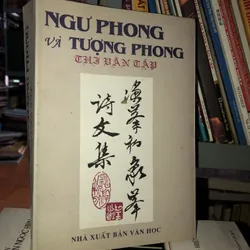 NGƯ PHONG
VÀ TƯỢNG PHONG
THI VĂN TẬP
漁峯和象峯
詩文集
NHÀ XUẤT BẢN VĂN HỌC